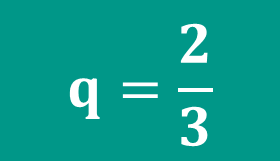 q = 2/3